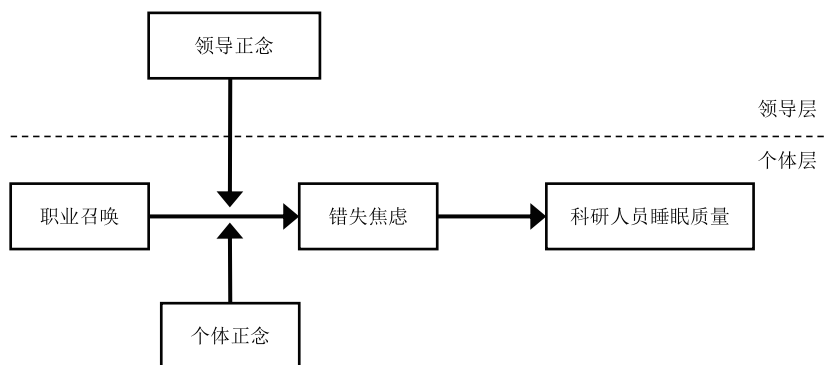 领导正念
领导层
个体层
职业召唤
错失焦虑
科研人员睡眠质量
个体正念